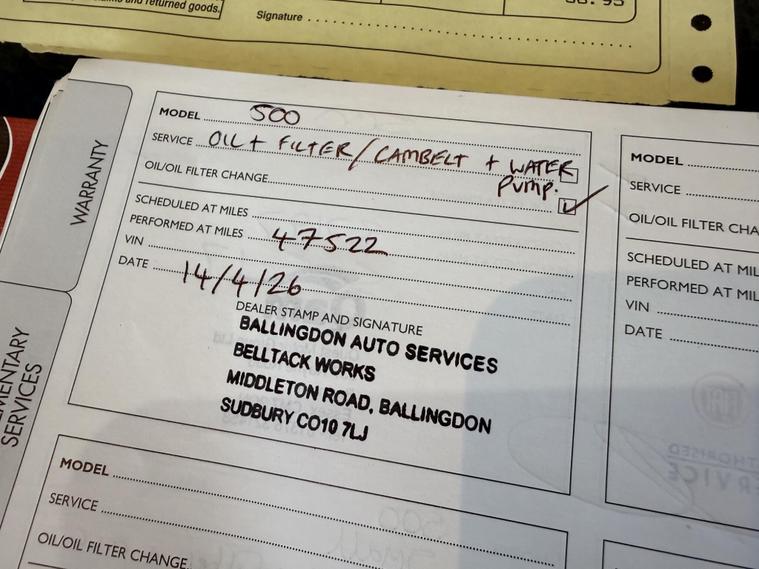 and returned goods.
Signature
WARRANTY
MODEL 500
SERVICE OIL + FILTER / CAMBELT + WATER
PUMP.
OIL/OIL FILTER CHANGE
SCHEDULED AT MILES
PERFORMED AT MILES 47522
VIN
DATE 14/4/26
DEALER STAMP AND SIGNATURE
BALLINGDON AUTO SERVICES
BELLTACK WORKS
MIDDLETON ROAD, BALLINGDON
SUDBURY CO10 7LJ
MODEL
SERVICE
OIL/OIL FILTER CHA
SCHEDULED AT MIL
PERFORMED AT MILE
VIN
DATE
MENTARY
SERVICES
MODEL
SERVICE
OIL/OIL FILTER CHANGE